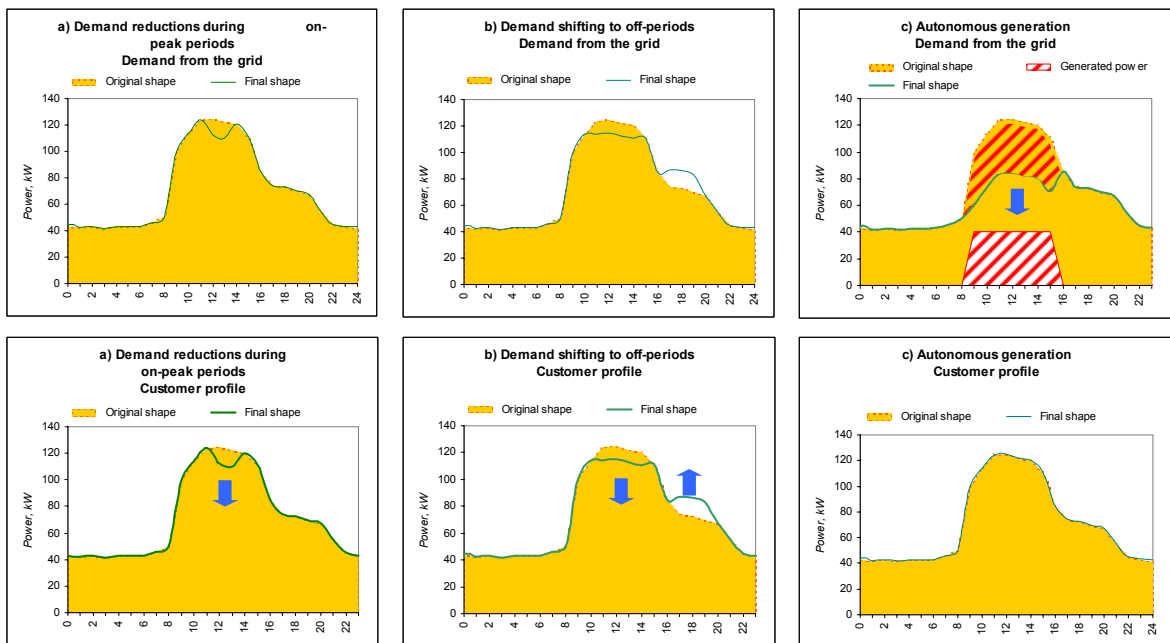 a) Demand reductions during on-
peak periods
Demand from the grid
Original shape Final shape
Power, kW
140
120
100
80
60
40
20
0
0 2 4 6 8 10 12 14 16 18 20 22 24
b) Demand shifting to off-periods
Demand from the grid
Original shape Final shape
Power, kW
140
120
100
80
60
40
20
0
0 2 4 6 8 10 12 14 16 18 20 22 24
c) Autonomous generation
Demand from the grid
Original shape Generated power
Final shape
Power, kW
140
120
100
80
60
40
20
0
0 2 4 6 8 10 12 14 16 18 20 22
a) Demand reductions during
on-peak periods
Customer profile
Original shape Final shape
Power, kW
140
120
100
80
60
40
20
0
0 2 4 6 8 10 12 14 16 18 20 22
b) Demand shifting to off-periods
Customer profile
Original shape Final shape
Power, kW
140
120
100
80
60
40
20
0
0 2 4 6 8 10 12 14 16 18 20 22
c) Autonomous generation
Customer profile
Original shape Final shape
Power, kW
140
120
100
80
60
40
20
0
0 2 4 6 8 10 12 14 16 18 20 22 24